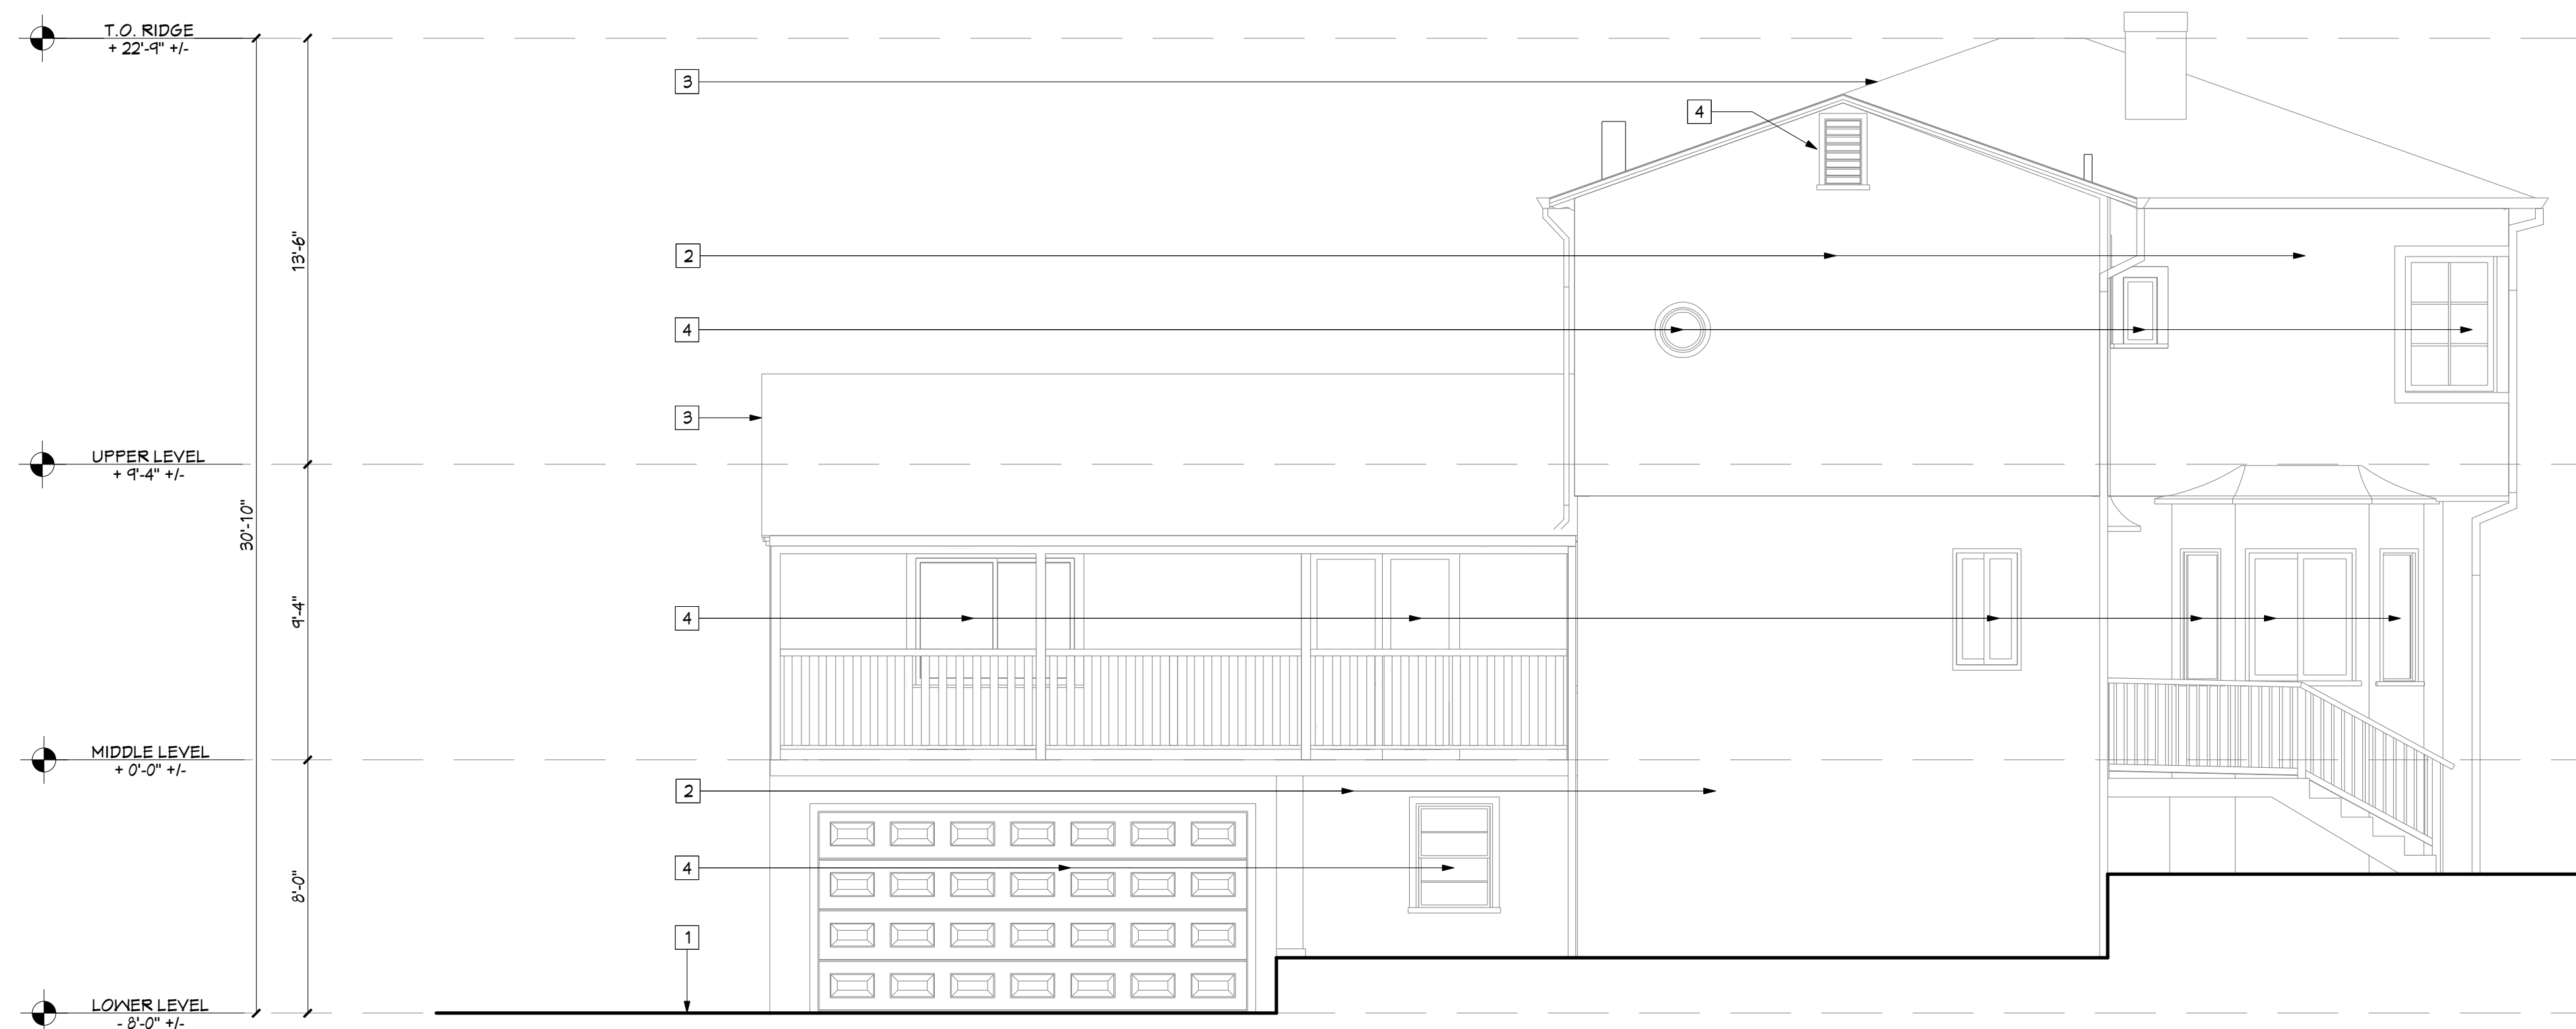 T.O. RIDGE
+ 22'-9" +/-
3
4
13'-6"
2
4
3
UPPER LEVEL
+ 9'-4" +/-
30'-10"
9'-4"
4
MIDDLE LEVEL
+ 0'-0" +/-
2
4
8'-0"
1
LOWER LEVEL
- 8'-0" +/-